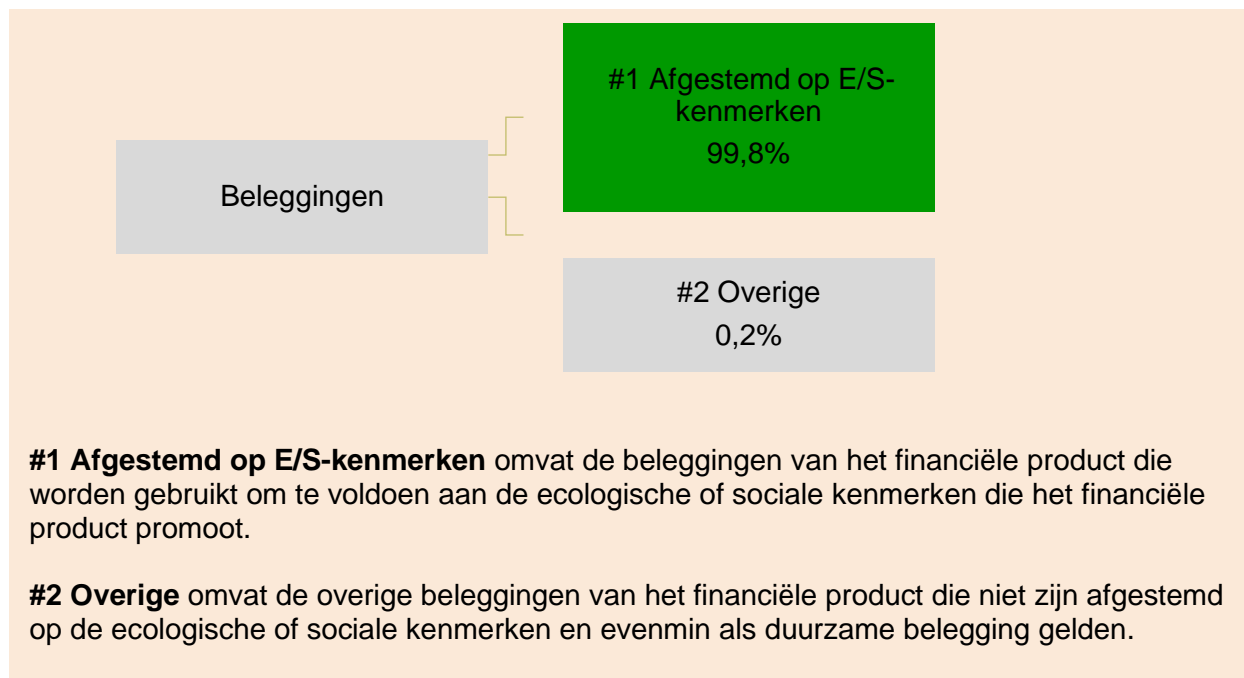 #1 Afgestemd op E/S-
kenmerken
99,8%
Beleggingen
#2 Overige
0,2%
#1 Afgestemd op E/S-kenmerken omvat de beleggingen van het financiële product die
worden gebruikt om te voldoen aan de ecologische of sociale kenmerken die het financiële
product promoot.
#2 Overige omvat de overige beleggingen van het financiële product die niet zijn afgestemd
op de ecologische of sociale kenmerken en evenmin als duurzame belegging gelden.